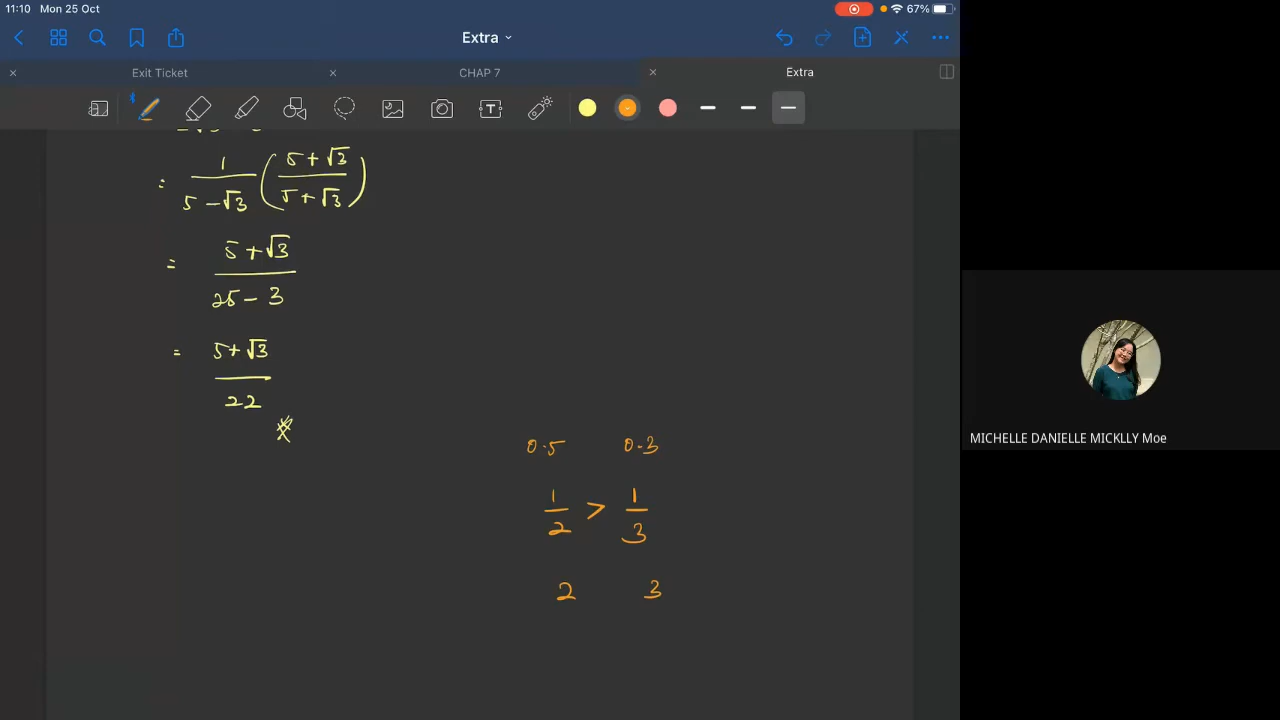 11:10 Mon 25 Oct
67%
Extra
Exit Ticket
CHAP 7
Extra
T
= 1/(5 - √3) ((5 + √3)/(5 + √3))
= (5 + √3)/(25 - 3)
= (5 + √3)/22
0.5 0.3
1/2 > 1/3
2 3
MICHELLE DANIELLE MICKLLY Moe